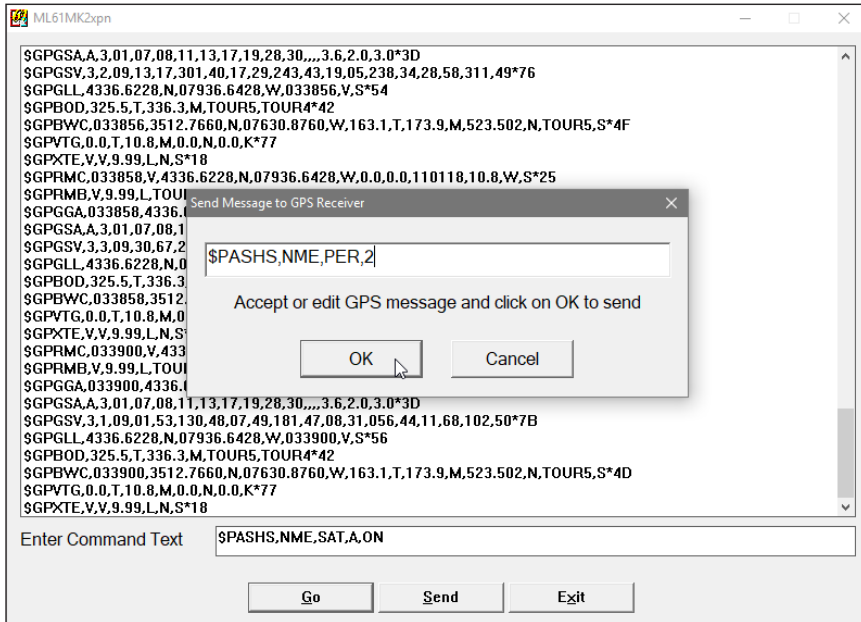 ML61MK2xpn
$GPGSA,A,3,01,07,08,11,13,17,19,28,30,,,,3.6,2.0,3.0*3D
$GPGSV,3,2,09,13,17,301,40,17,29,243,43,19,05,238,34,28,58,311,49*76
$GPGLL,4336.6228,N,07936.6428,W,033856,V,S*54
$GPBOD,325.5,T,336.3,M,TOUR5,TOUR4*42
$GPBWC,033856,3512.7660,N,07630.8760,W,163.1,T,173.9,M,523.502,N,TOUR5,S*4F
$GPVTG,0.0,T,10.8,M,0.0,N,0.0,K*77
$GPXTE,V,V,9.99,L,N,S*18
$GPRMC,033858,V,4336.6228,N,07936.6428,W,0.0,0.0,110118,10.8,W,S*25
$GPRMB,V,9.99,L,TOU
$GPGGA,033858,4336.
$GPGSA,A,3,01,07,08,1
$GPGSV,3,3,09,30,67,2
$GPGLL,4336.6228,N,0
$GPBOD,325.5,T,336.3
$GPBWC,033858,3512.
$GPVTG,0.0,T,10.8,M,0
$GPXTE,V,V,9.99,L,N,S
$GPRMC,033900,V,433
$GPRMB,V,9.99,L,TOU
$GPGGA,033900,4336.
Send Message to GPS Receiver
$PASHS,NME,PER,2
Accept or edit GPS message and click on OK to send
OK Cancel
$GPGSA,A,3,01,07,08,11,13,17,19,28,30,,,,3.6,2.0,3.0*3D
$GPGSV,3,1,09,01,53,130,48,07,49,181,47,08,31,056,44,11,68,102,50*7B
$GPGLL,4336.6228,N,07936.6428,W,033900,V,S*56
$GPBOD,325.5,T,336.3,M,TOUR5,TOUR4*42
$GPBWC,033900,3512.7660,N,07630.8760,W,163.1,T,173.9,M,523.502,N,TOUR5,S*4D
$GPVTG,0.0,T,10.8,M,0.0,N,0.0,K*77
$GPXTE,V,V,9.99,L,N,S*18
Enter Command Text $PASHS,NME,SAT,A,ON
Go Send Exit